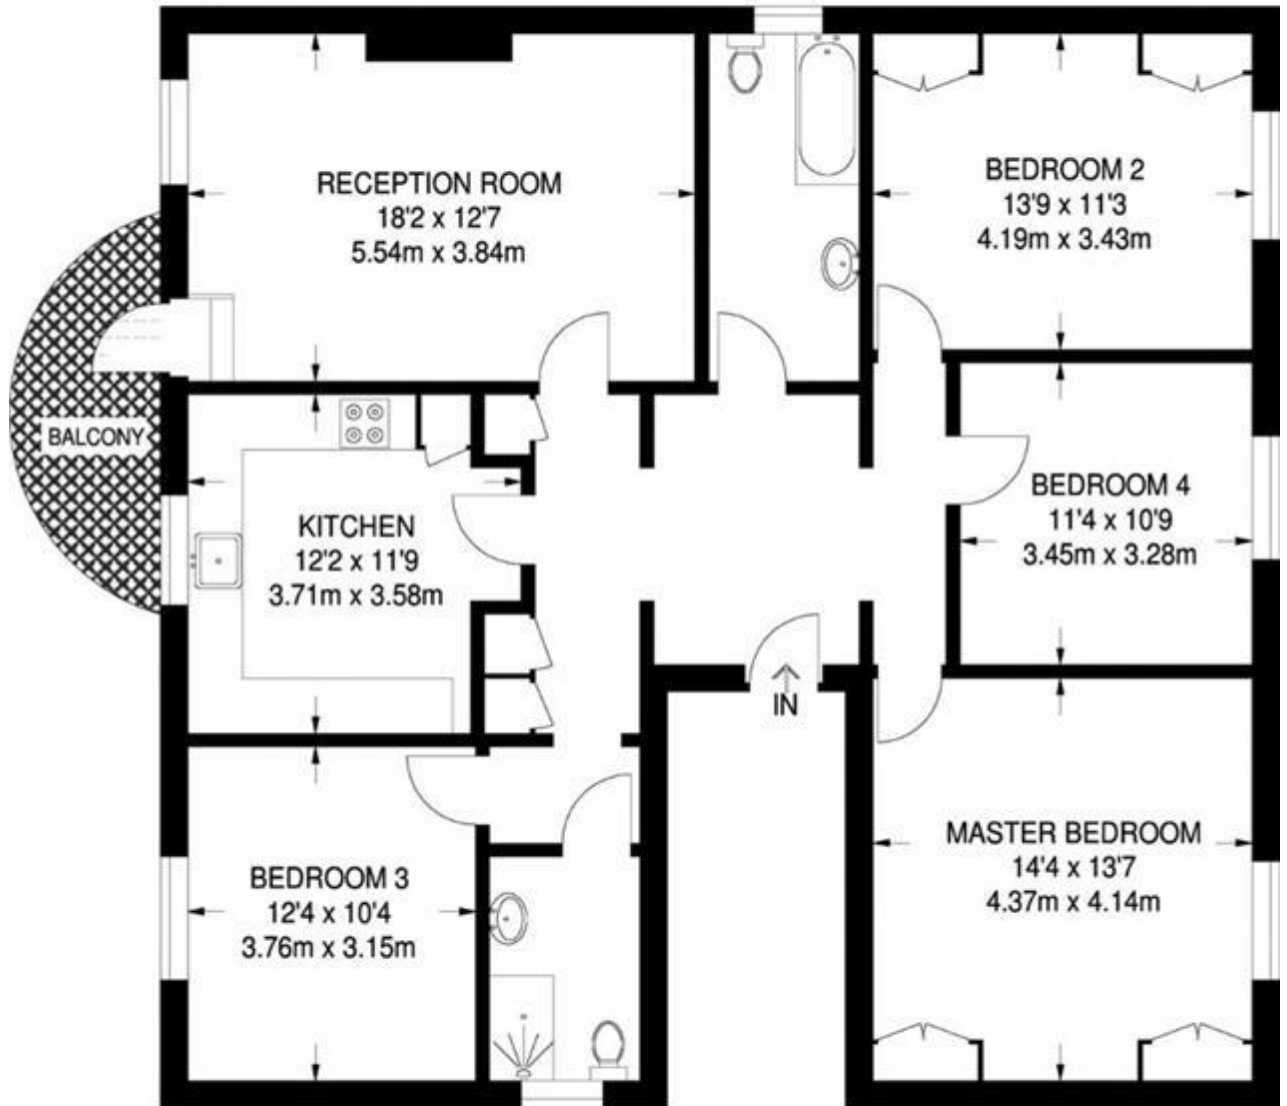 RECEPTION ROOM
18'2 x 12'7
5.54m x 3.84m
BEDROOM 2
13'9 x 11'3
4.19m x 3.43m
BALCONY
KITCHEN
12'2 x 11'9
3.71m x 3.58m
BEDROOM 4
11'4 x 10'9
3.45m x 3.28m
IN
BEDROOM 3
12'4 x 10'4
3.76m x 3.15m
MASTER BEDROOM
14'4 x 13'7
4.37m x 4.14m